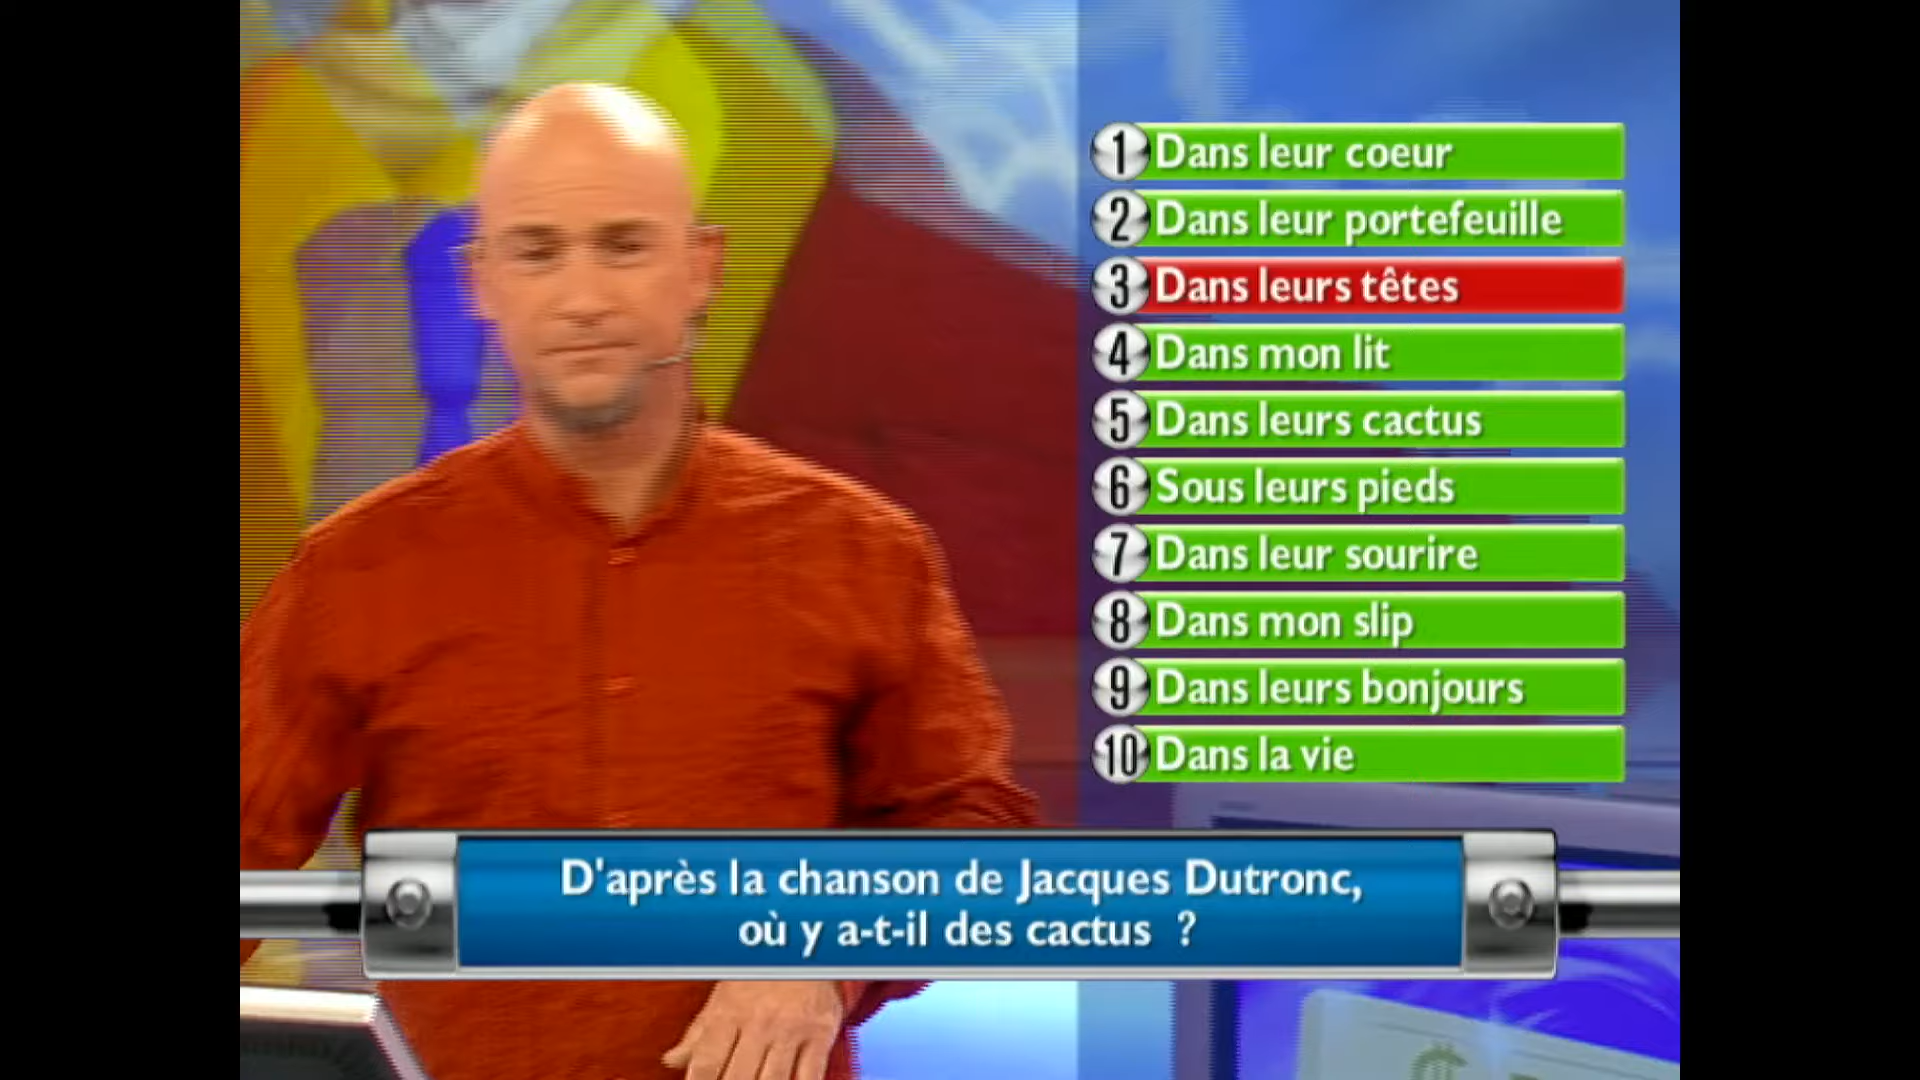 1 Dans leur coeur
2 Dans leur portefeuille
3 Dans leurs têtes
4 Dans mon lit
5 Dans leurs cactus
6 Sous leurs pieds
7 Dans leur sourire
8 Dans mon slip
9 Dans leurs bonjours
10 Dans la vie
D'après la chanson de Jacques Dutronc,
où y a-t-il des cactus ?